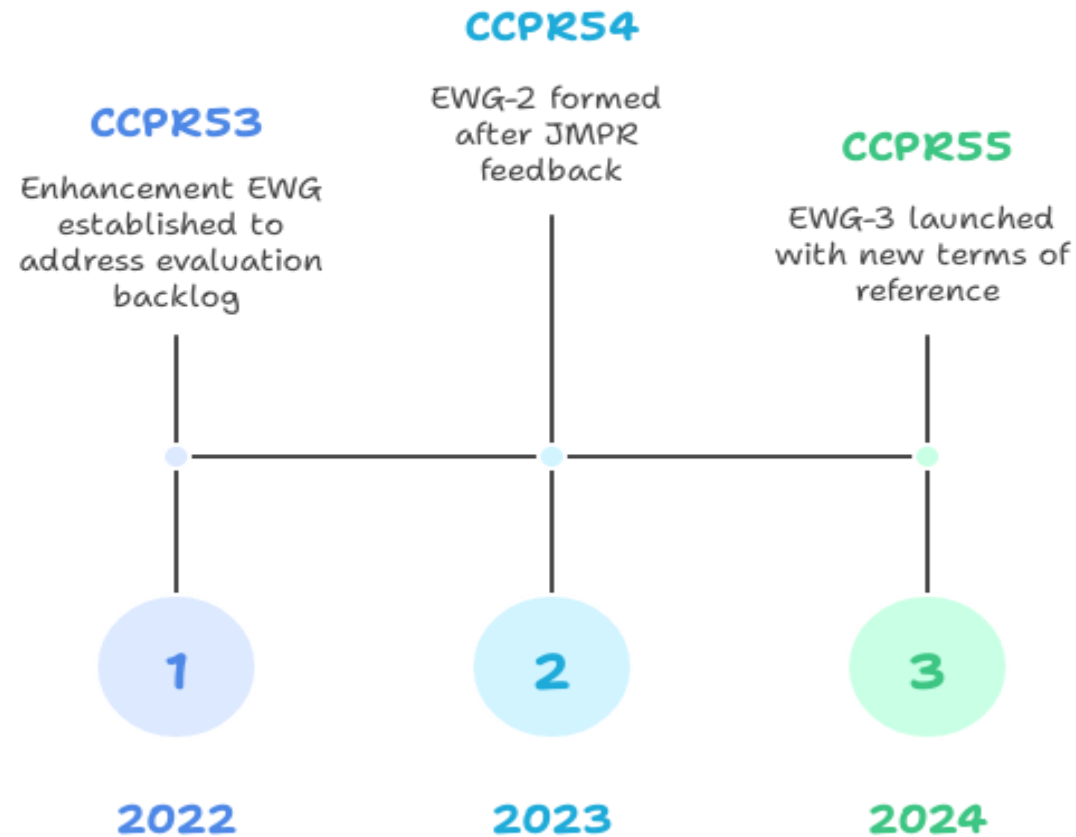 CCPR53
Enhancement EWG
established to
address evaluation
backlog
CCPR54
EWG-2 formed
after JMPR
feedback
CCPR55
EWG-3 launched
with new terms of
reference
1
2
3
2022
2023
2024